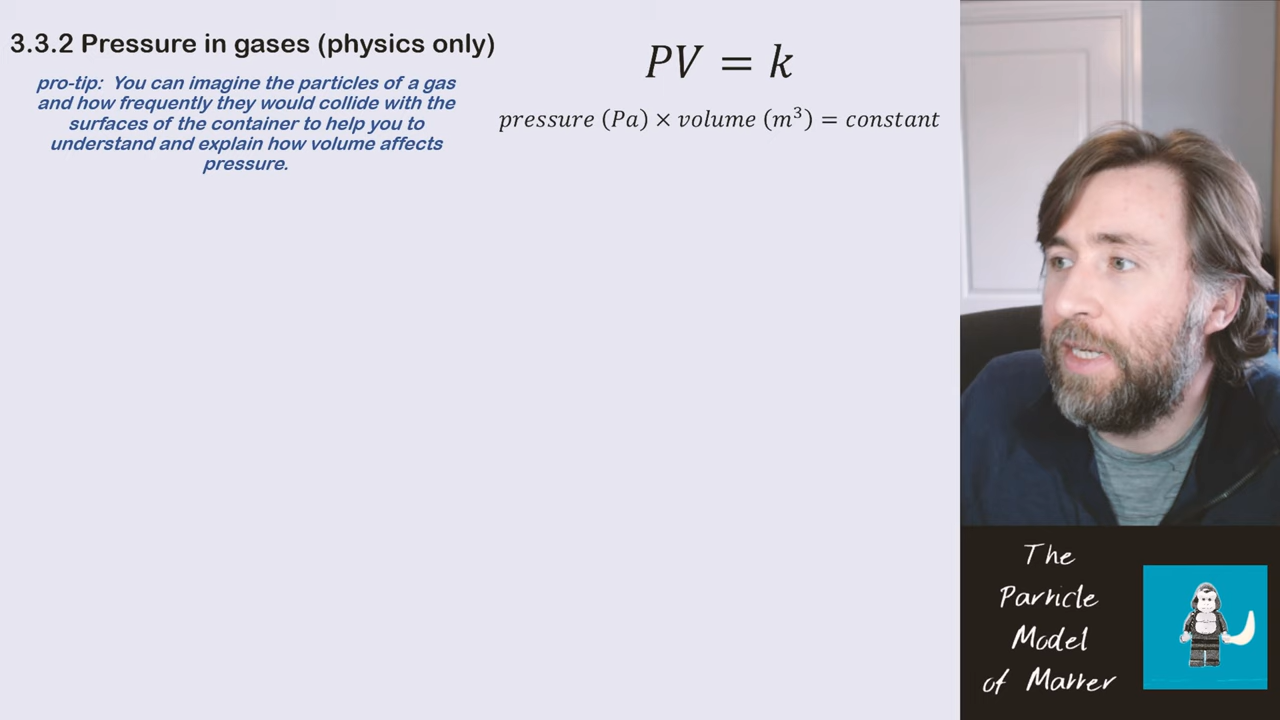 3.3.2 Pressure in gases (physics only)
pro-tip:  You can imagine the particles of a gas
and how frequently they would collide with the
surfaces of the container to help you to
understand and explain how volume affects
pressure.
PV = k
pressure (Pa) × volume (m³) = constant
The
Particle
Model
of Matter